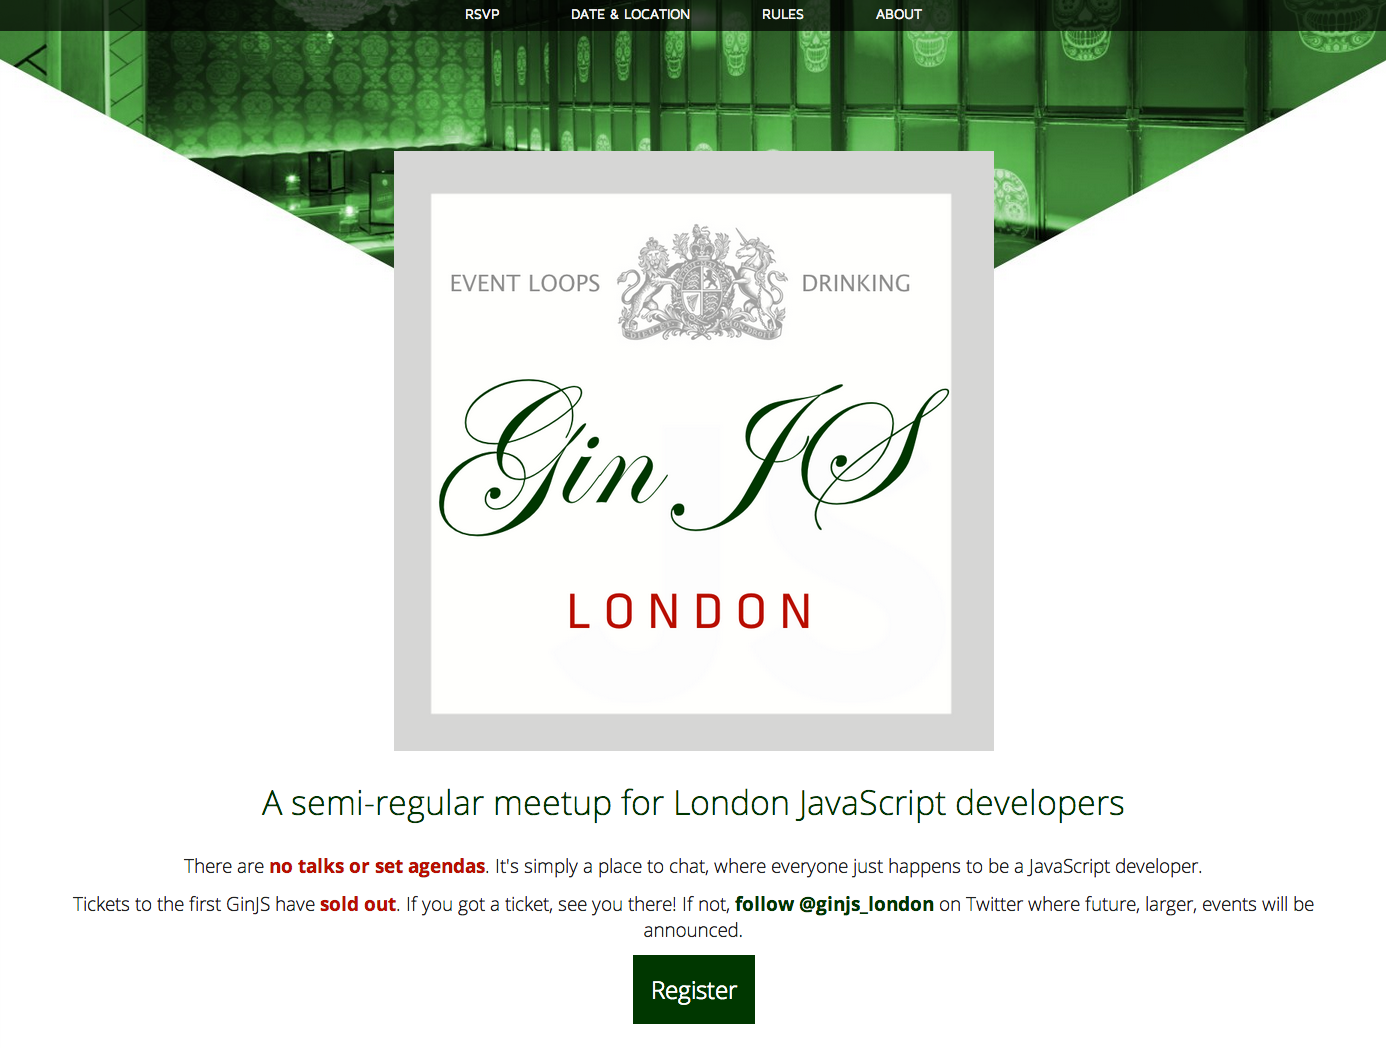 RSVP DATE & LOCATION RULES ABOUT
EVENT LOOPS DRINKING
Gin JS
LONDON
A semi-regular meetup for London JavaScript developers
There are no talks or set agendas. It's simply a place to chat, where everyone just happens to be a JavaScript developer.
Tickets to the first GinJS have sold out. If you got a ticket, see you there! If not, follow @ginjs_london on Twitter where future, larger, events will be
announced.
Register